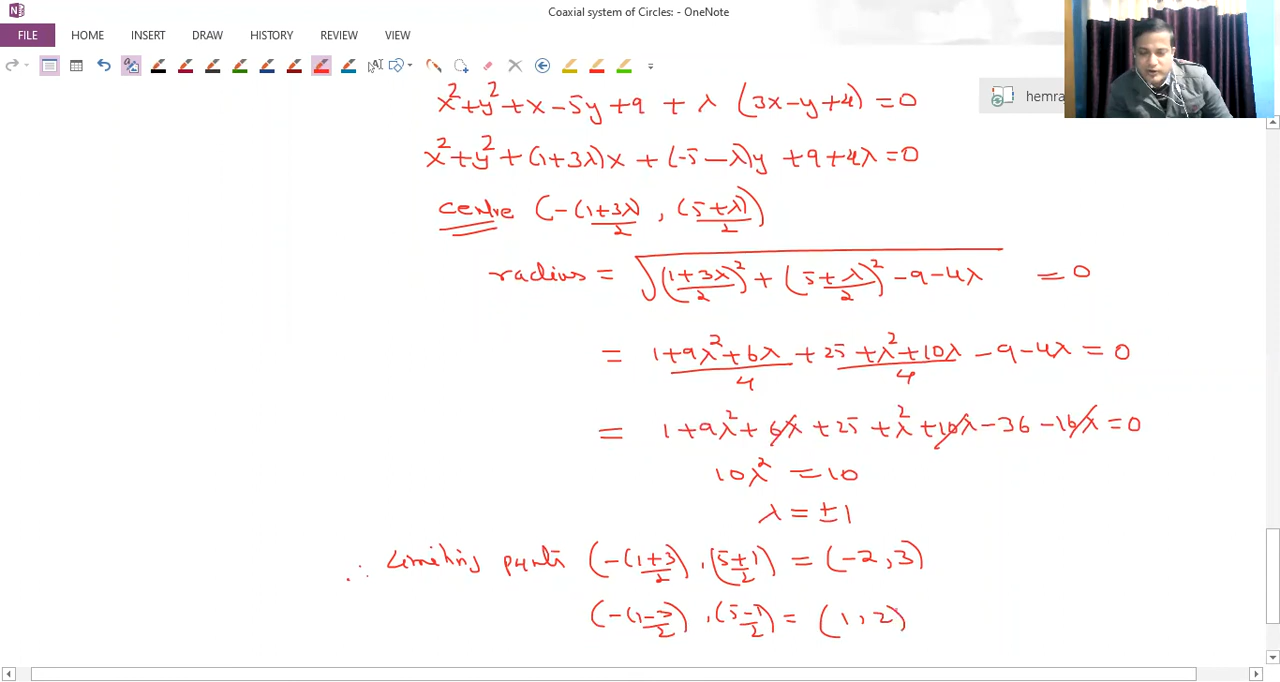 Coaxial system of Circles: - OneNote
FILE HOME INSERT DRAW HISTORY REVIEW VIEW
hemra
x²+y²+x-5y+9 + λ (3x-y+4) = 0
x²+y²+(1+3λ)x + (-5-λ)y +9+4λ=0
centre (-(1+3λ)/2 , (5+λ)/2)
radius = √((1+3λ)/2)² + ((5+λ)/2)² -9-4λ = 0
= (1+9λ²+6λ)/4 + (25+λ²+10λ)/4 -9-4λ = 0
= 1+9λ²+6λ+25+λ²+10λ-36-16λ=0
10λ² = 10
λ = ±1
∴ Limiting points (-(1+3)/2 , (5+1)/2) = (-2,3)
(-(1-3)/2 , (5-1)/2) = (1,2)